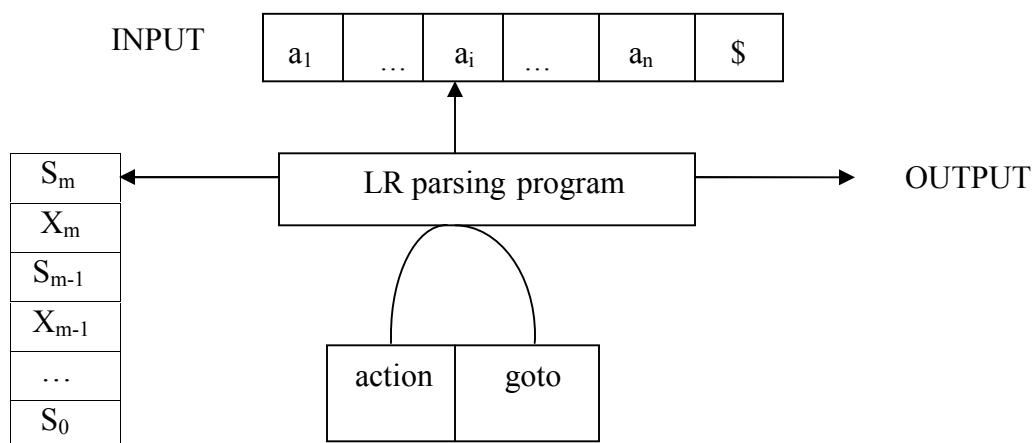 INPUT
a₁ … aᵢ … aₙ $
LR parsing program
OUTPUT
Sₘ
Xₘ
Sₘ₋₁
Xₘ₋₁
…
S₀
action goto